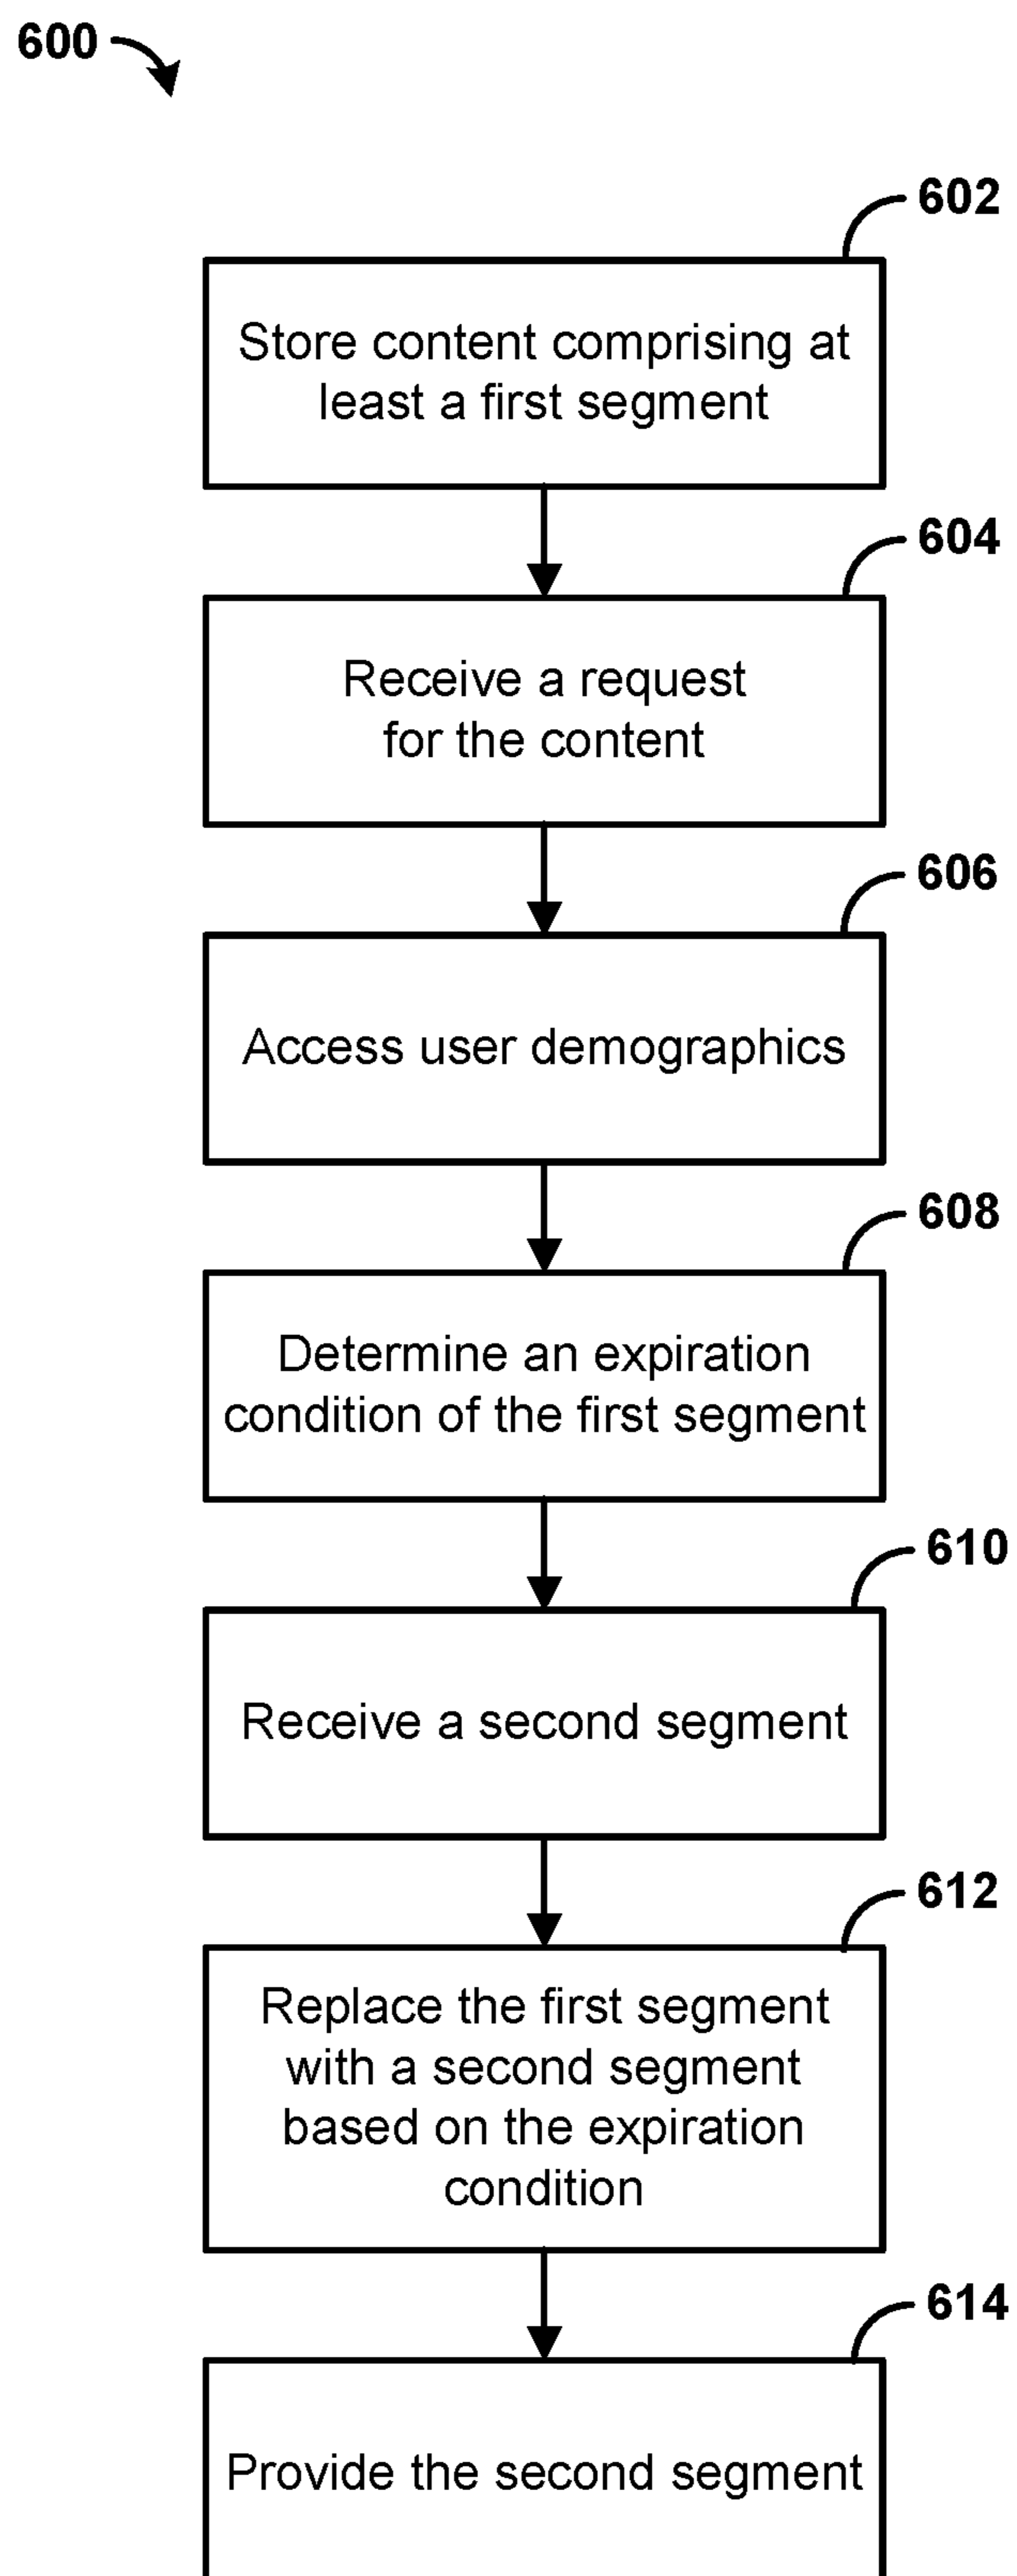 600
602
Store content comprising at
least a first segment
604
Receive a request
for the content
606
Access user demographics
608
Determine an expiration
condition of the first segment
610
Receive a second segment
612
Replace the first segment
with a second segment
based on the expiration
condition
614
Provide the second segment